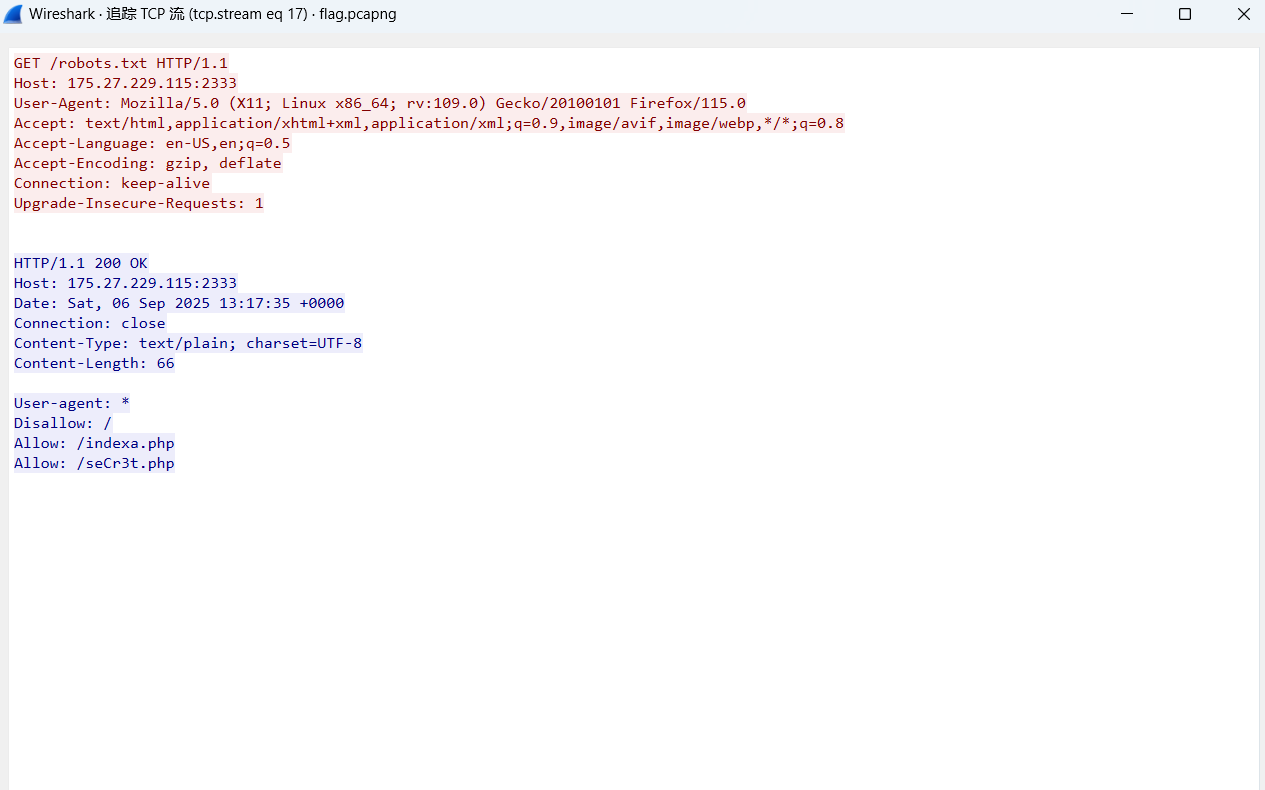 Wireshark · 追踪 TCP 流 (tcp.stream eq 17) · flag.pcapng
GET /robots.txt HTTP/1.1
Host: 175.27.229.115:2333
User-Agent: Mozilla/5.0 (X11; Linux x86_64; rv:109.0) Gecko/20100101 Firefox/115.0
Accept: text/html,application/xhtml+xml,application/xml;q=0.9,image/avif,image/webp,*/*;q=0.8
Accept-Language: en-US,en;q=0.5
Accept-Encoding: gzip, deflate
Connection: keep-alive
Upgrade-Insecure-Requests: 1
HTTP/1.1 200 OK
Host: 175.27.229.115:2333
Date: Sat, 06 Sep 2025 13:17:35 +0000
Connection: close
Content-Type: text/plain; charset=UTF-8
Content-Length: 66
User-agent: *
Disallow: /
Allow: /indexa.php
Allow: /seCr3t.php